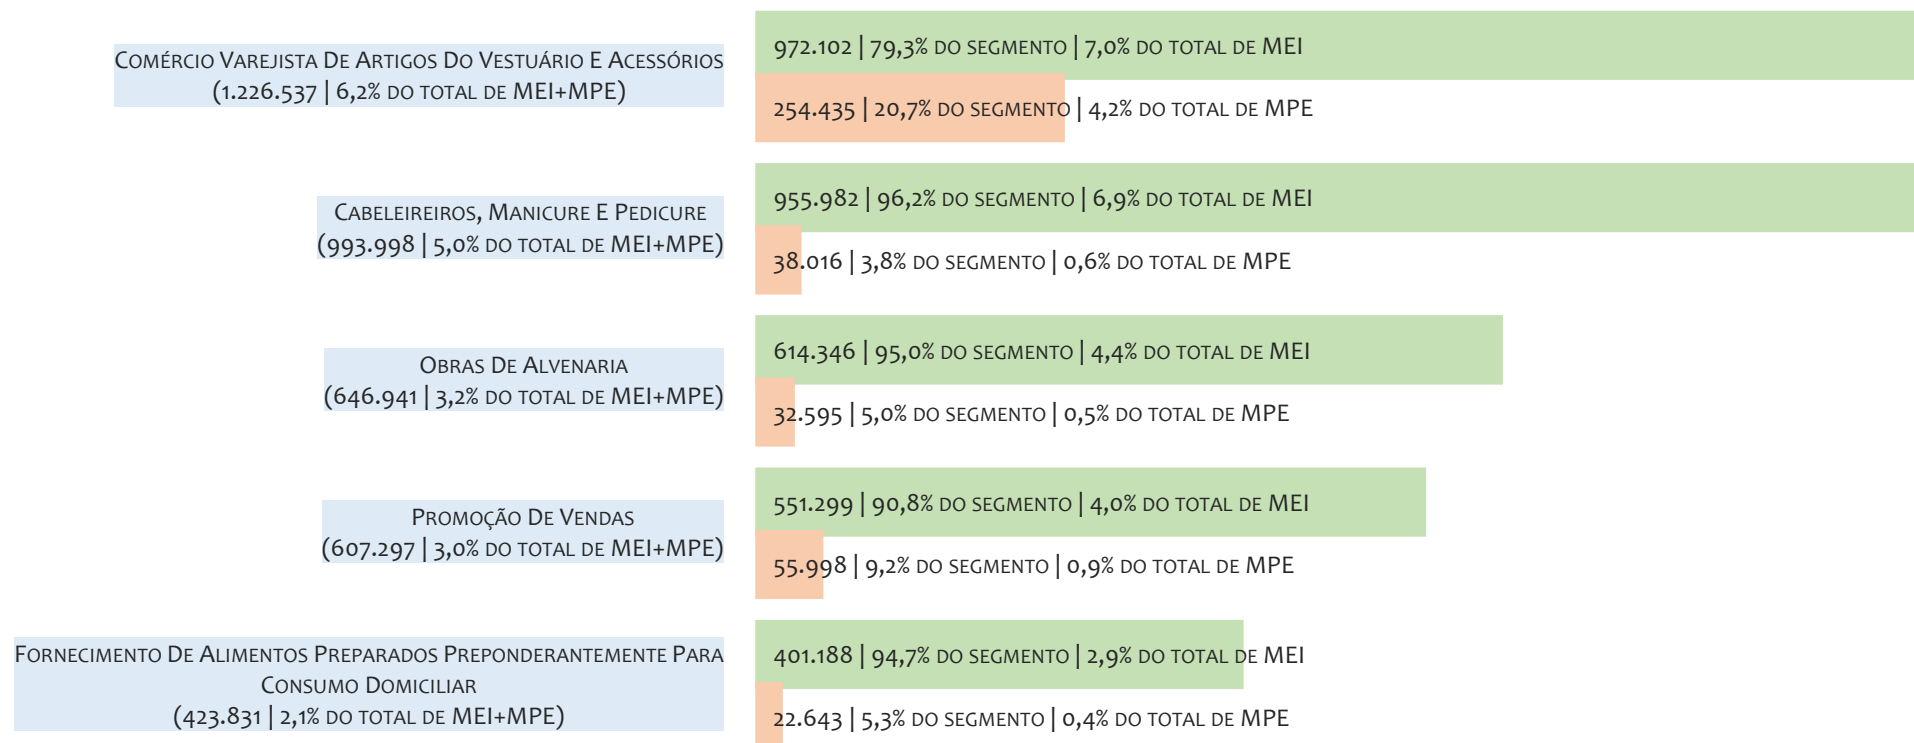 Comércio Varejista De Artigos Do Vestuário E Acessórios
(1.226.537 | 6,2% do total de MEI+MPE)
972.102 | 79,3% do segmento | 7,0% do total de MEI
254.435 | 20,7% do segmento | 4,2% do total de MPE
Cabeleireiros, Manicure E Pedicure
(993.998 | 5,0% do total de MEI+MPE)
955.982 | 96,2% do segmento | 6,9% do total de MEI
38.016 | 3,8% do segmento | 0,6% do total de MPE
Obras De Alvenaria
(646.941 | 3,2% do total de MEI+MPE)
614.346 | 95,0% do segmento | 4,4% do total de MEI
32.595 | 5,0% do segmento | 0,5% do total de MPE
Promoção De Vendas
(607.297 | 3,0% do total de MEI+MPE)
551.299 | 90,8% do segmento | 4,0% do total de MEI
55.998 | 9,2% do segmento | 0,9% do total de MPE
Fornecimento De Alimentos Preparados Preponderantemente Para
Consumo Domiciliar
(423.831 | 2,1% do total de MEI+MPE)
401.188 | 94,7% do segmento | 2,9% do total de MEI
22.643 | 5,3% do segmento | 0,4% do total de MPE